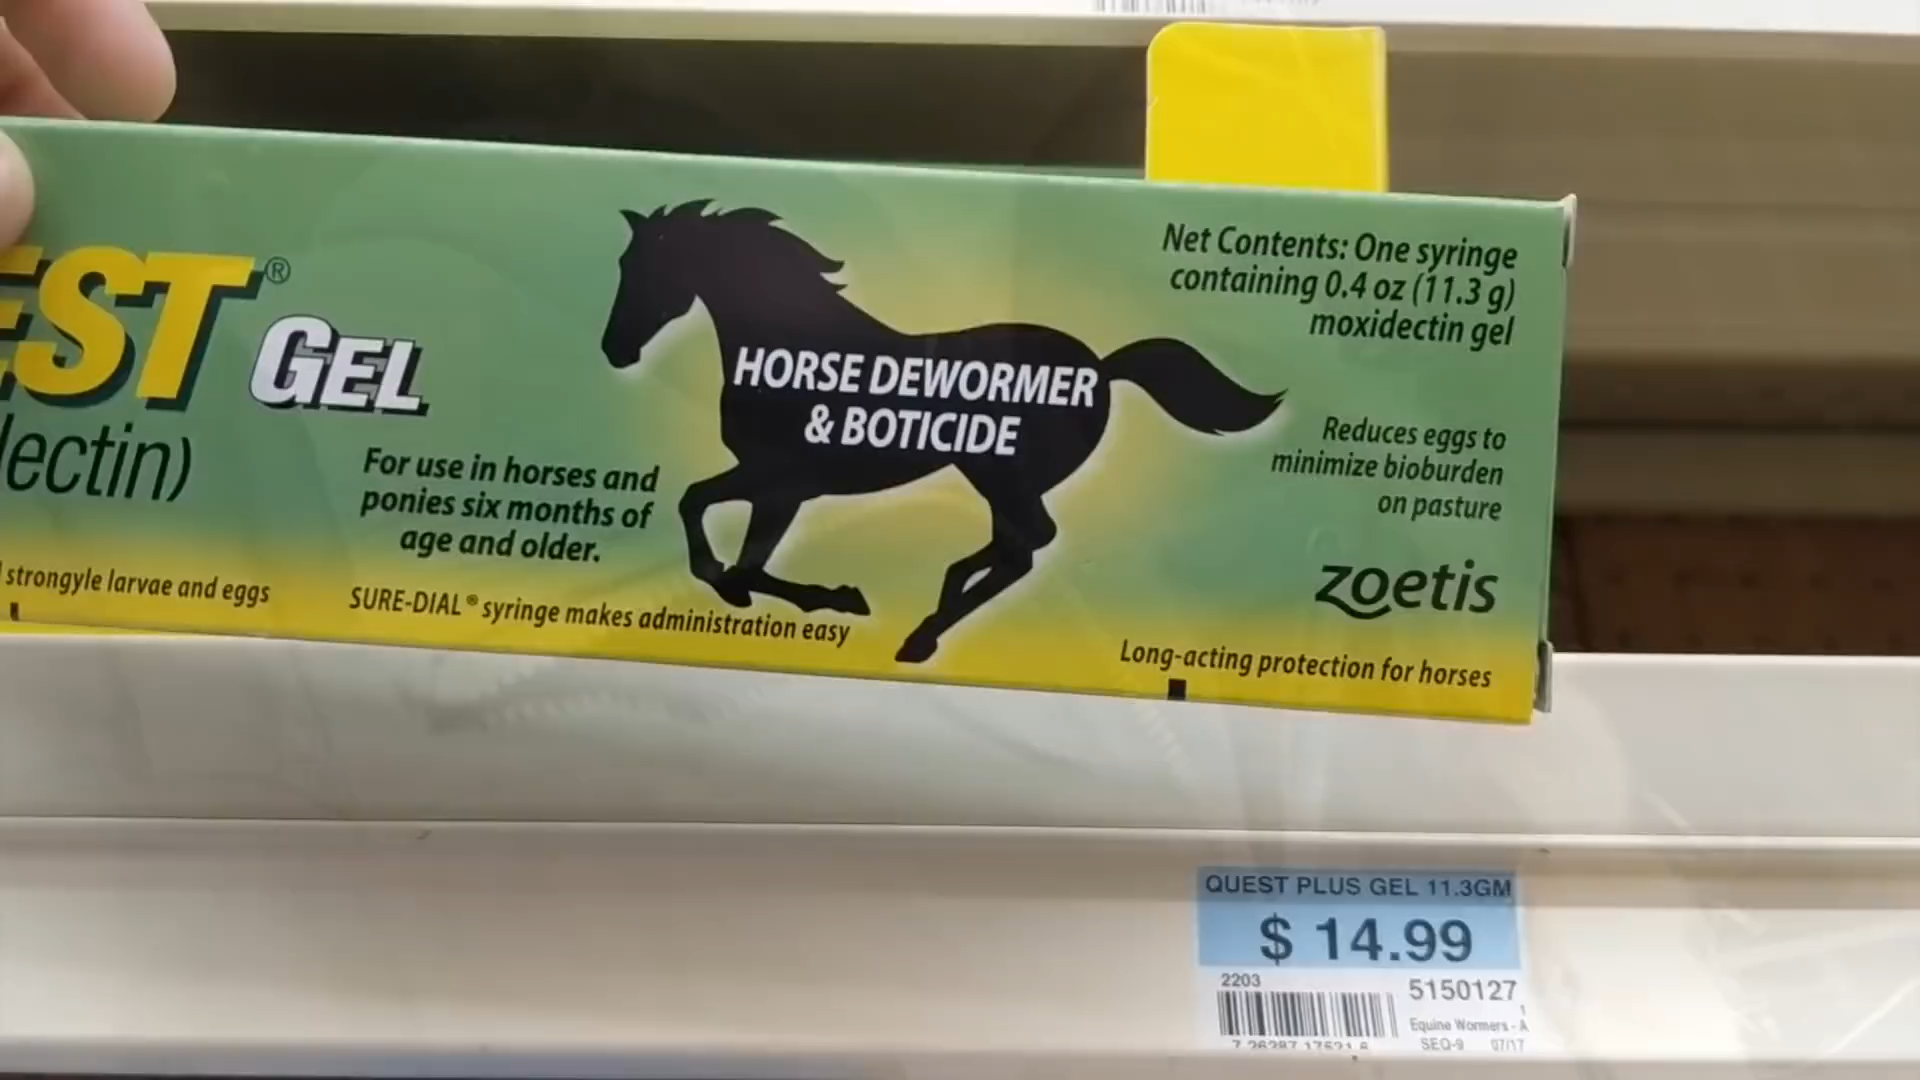 EST® GEL
lectin)
For use in horses and
ponies six months of
age and older.
strongyle larvae and eggs
SURE-DIAL® syringe makes administration easy
HORSE DEWORMER
& BOTICIDE
Net Contents: One syringe
containing 0.4 oz (11.3 g)
moxidectin gel
Reduces eggs to
minimize bioburden
on pasture
zoetis
Long-acting protection for horses
QUEST PLUS GEL 11.3GM
$ 14.99
2203
5150127
1
Equine Wormers - A
SEQ-9 07/17